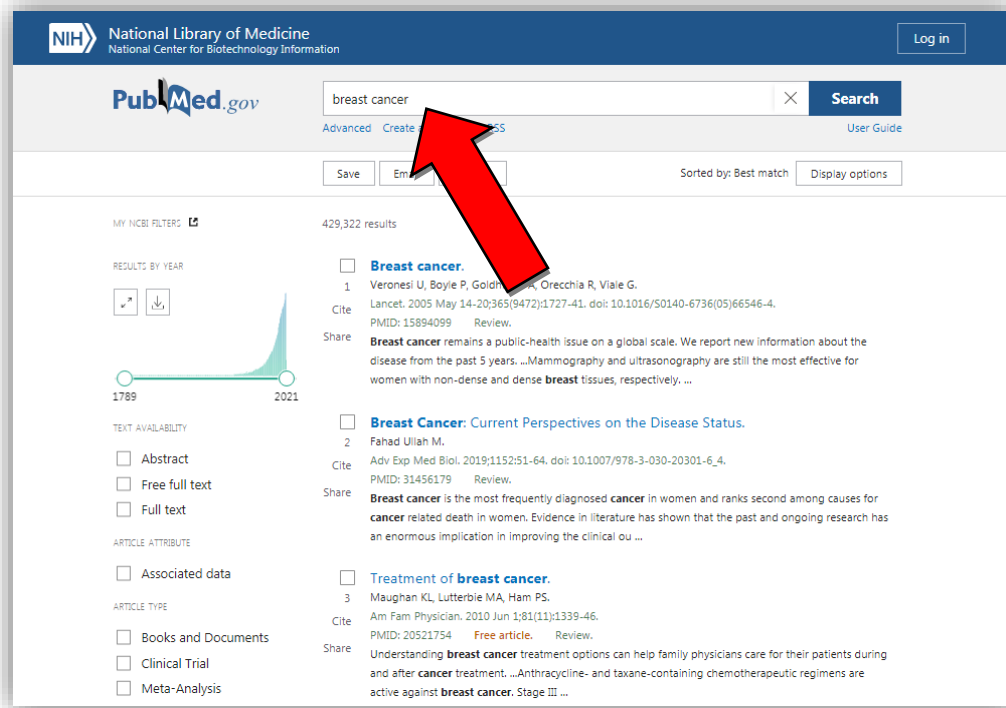 NIH National Library of Medicine
National Center for Biotechnology Information
Log in
PubMed.gov
breast cancer
Search
Advanced Create a SS
User Guide
Save Em
Sorted by: Best match Display options
MY NCBI FILTERS
429,322 results
RESULTS BY YEAR
1789 2021
TEXT AVAILABILITY
Abstract
Free full text
Full text
ARTICLE ATTRIBUTE
Associated data
ARTICLE TYPE
Books and Documents
Clinical Trial
Meta-Analysis
Breast cancer.
1 Veronesi U, Boyle P, Goldh A, Orecchia R, Viale G.
Cite Lancet. 2005 May 14-20;365(9472):1727-41. doi: 10.1016/S0140-6736(05)66546-4.
PMID: 15894099 Review.
Share Breast cancer remains a public-health issue on a global scale. We report new information about the
disease from the past 5 years. ...Mammography and ultrasonography are still the most effective for
women with non-dense and dense breast tissues, respectively. ...
Breast Cancer: Current Perspectives on the Disease Status.
2 Fahad Ullah M.
Cite Adv Exp Med Biol. 2019;1152:51-64. doi: 10.1007/978-3-030-20301-6_4.
PMID: 31456179 Review.
Share Breast cancer is the most frequently diagnosed cancer in women and ranks second among causes for
cancer related death in women. Evidence in literature has shown that the past and ongoing research has
an enormous implication in improving the clinical ou ...
Treatment of breast cancer.
3 Maughan KL, Lutterbie MA, Ham PS.
Cite Am Fam Physician. 2010 Jun 1;81(11):1339-46.
PMID: 20521754 Free article. Review.
Share Understanding breast cancer treatment options can help family physicians care for their patients during
and after cancer treatment. ...Anthracycline- and taxane-containing chemotherapeutic regimens are
active against breast cancer. Stage III ...